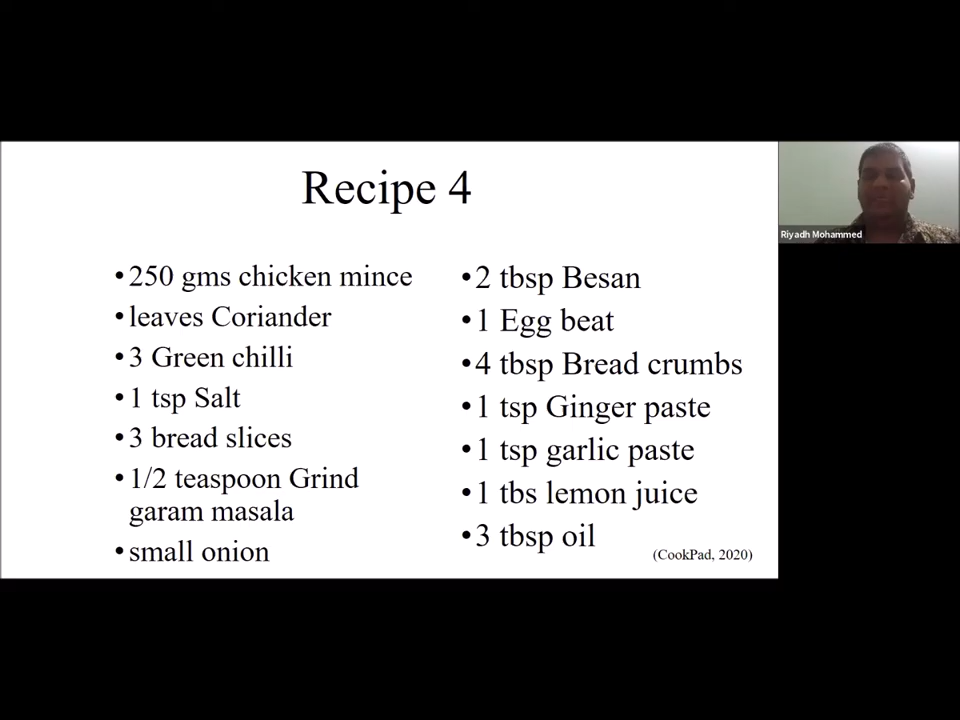 Recipe 4
•250 gms chicken mince
•leaves Coriander
•3 Green chilli
•1 tsp Salt
•3 bread slices
•1/2 teaspoon Grind
garam masala
•small onion
•2 tbsp Besan
•1 Egg beat
•4 tbsp Bread crumbs
•1 tsp Ginger paste
•1 tsp garlic paste
•1 tbs lemon juice
•3 tbsp oil
(CookPad, 2020)
Riyadh Mohammed